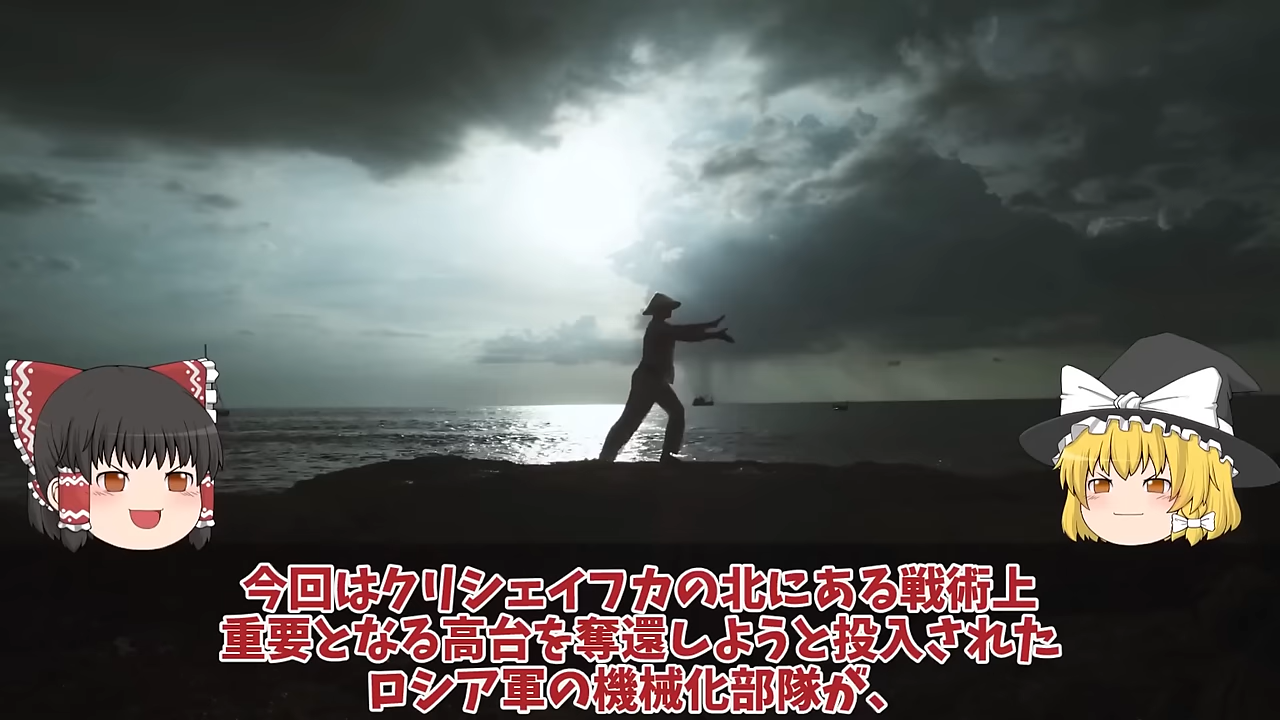 今回はクリシェイフカの北にある戦術上
重要となる高台を奪還しようと投入された
ロシア軍の機械化部隊が、